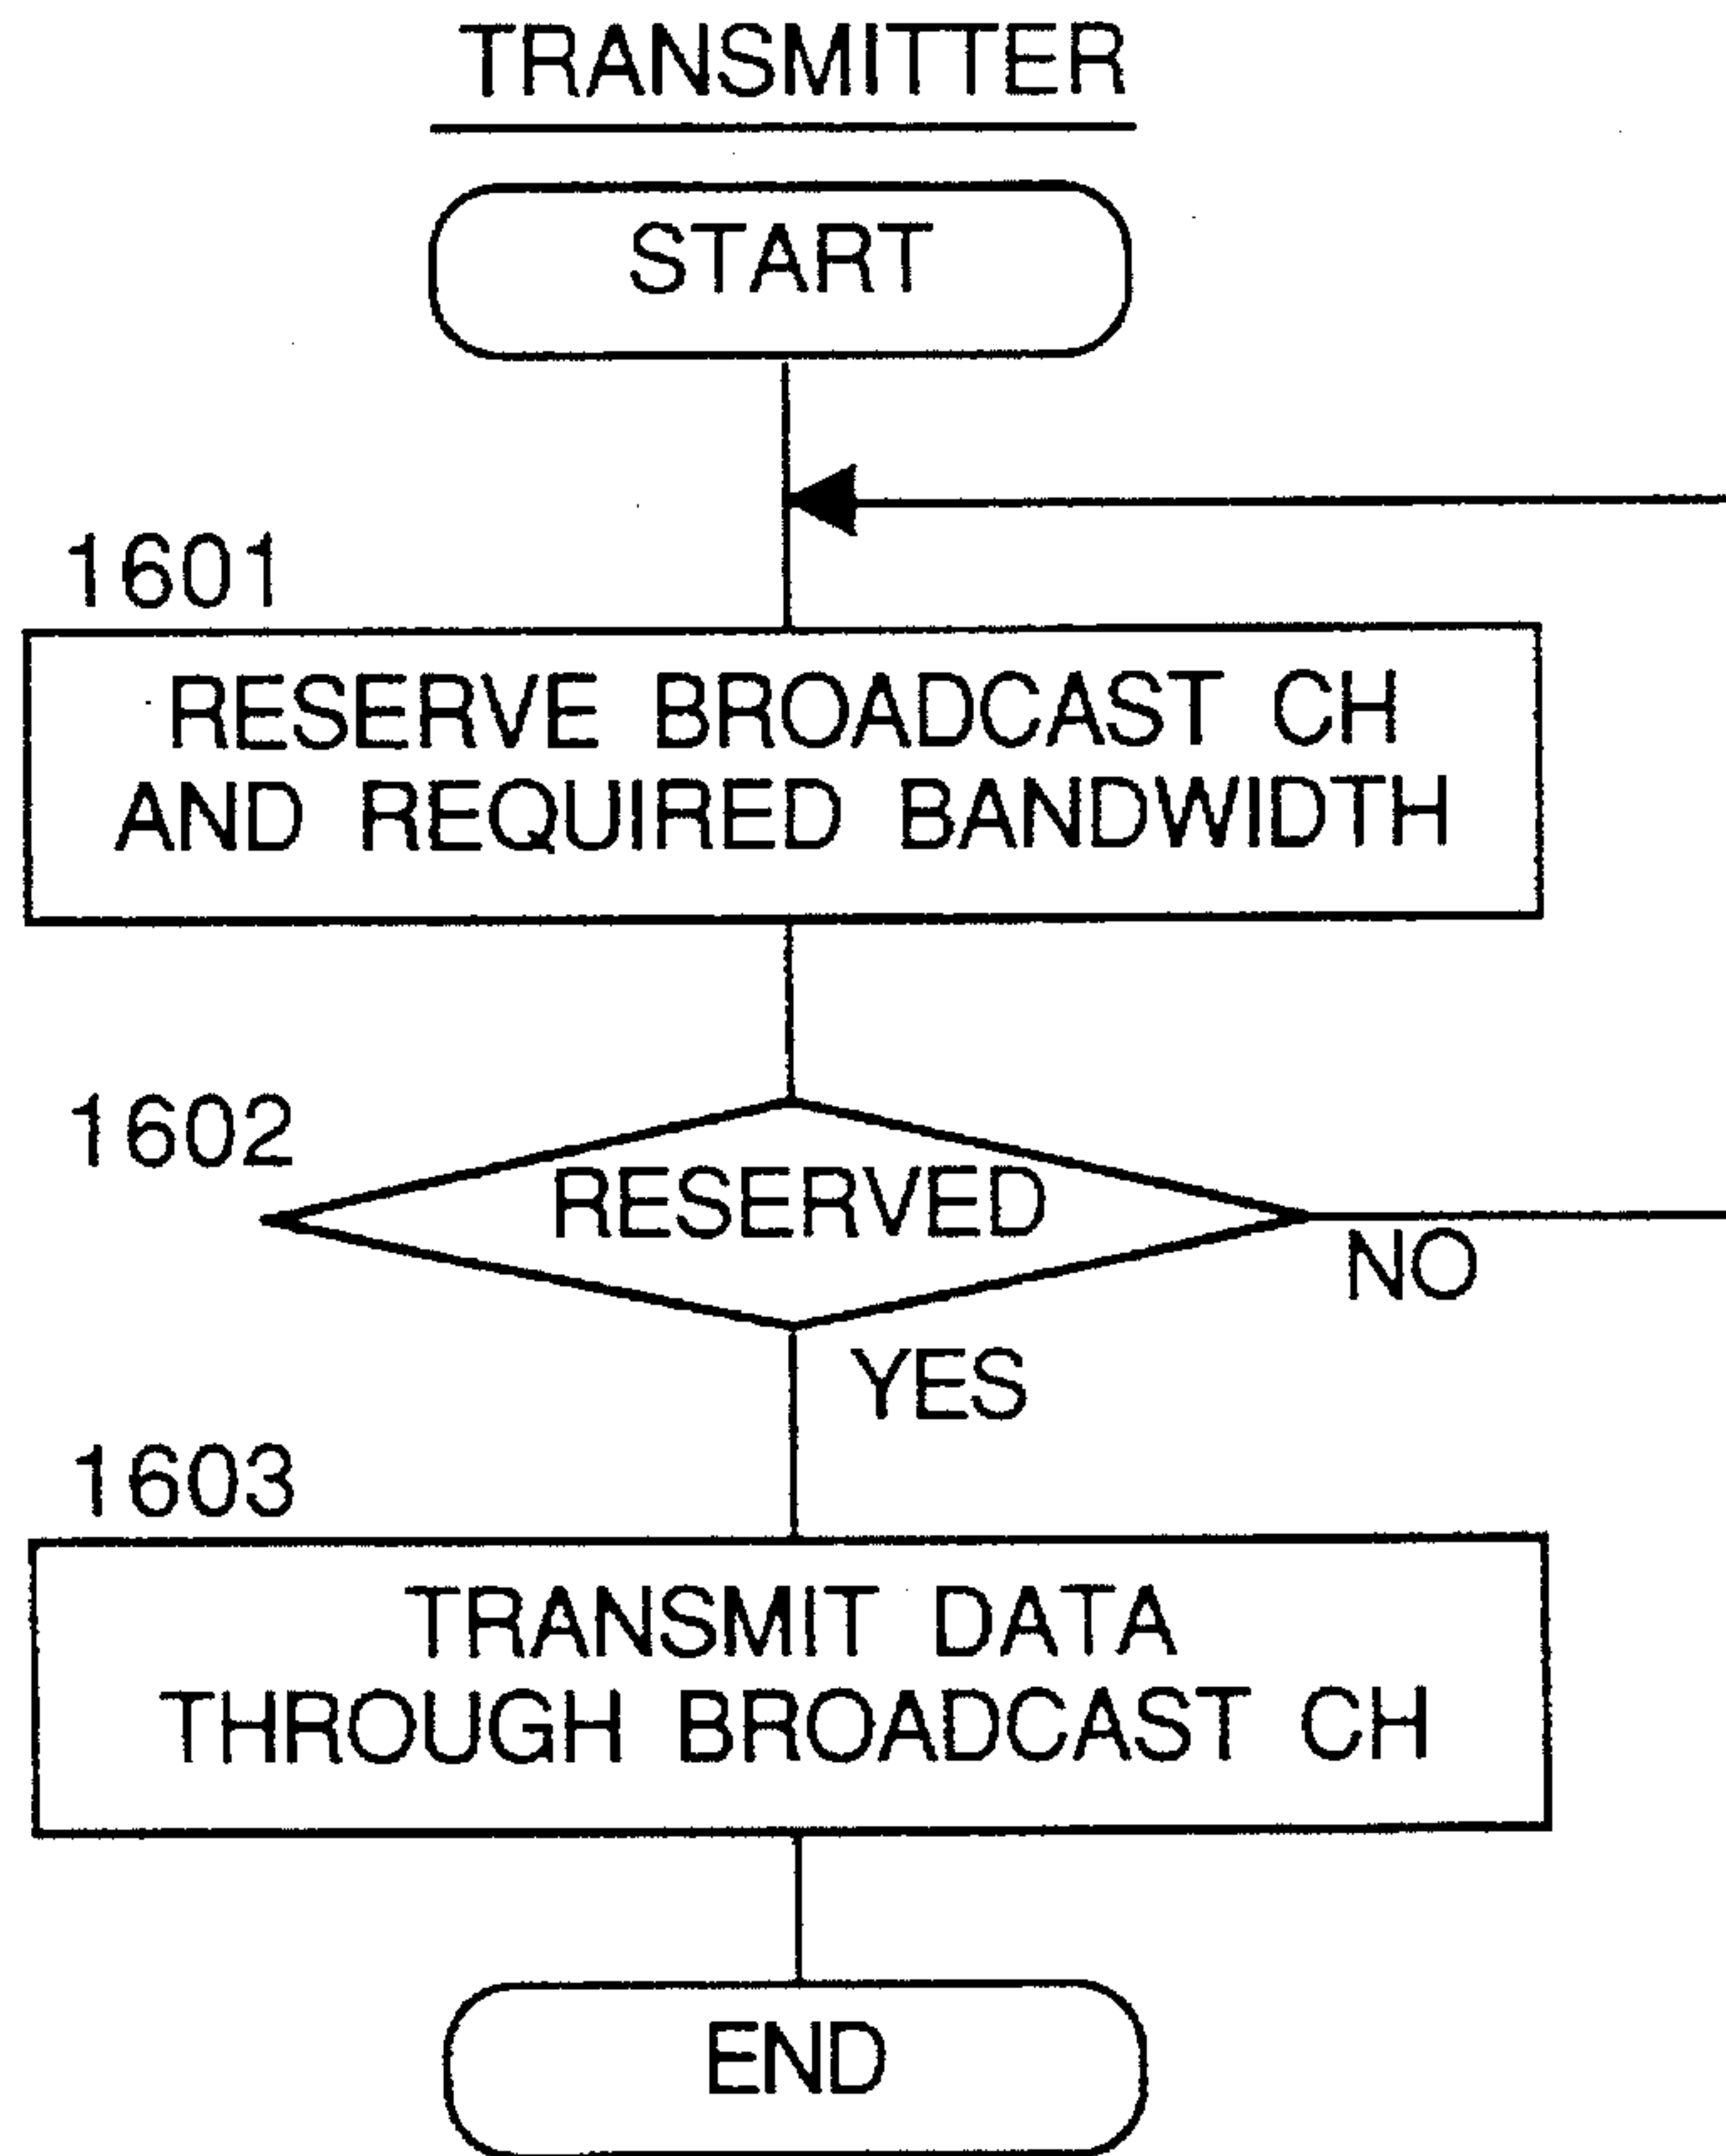 TRANSMITTER
START
1601
RESERVE BROADCAST CH
AND REQUIRED BANDWIDTH
1602
RESERVED
NO
YES
1603
TRANSMIT DATA
THROUGH BROADCAST CH
END